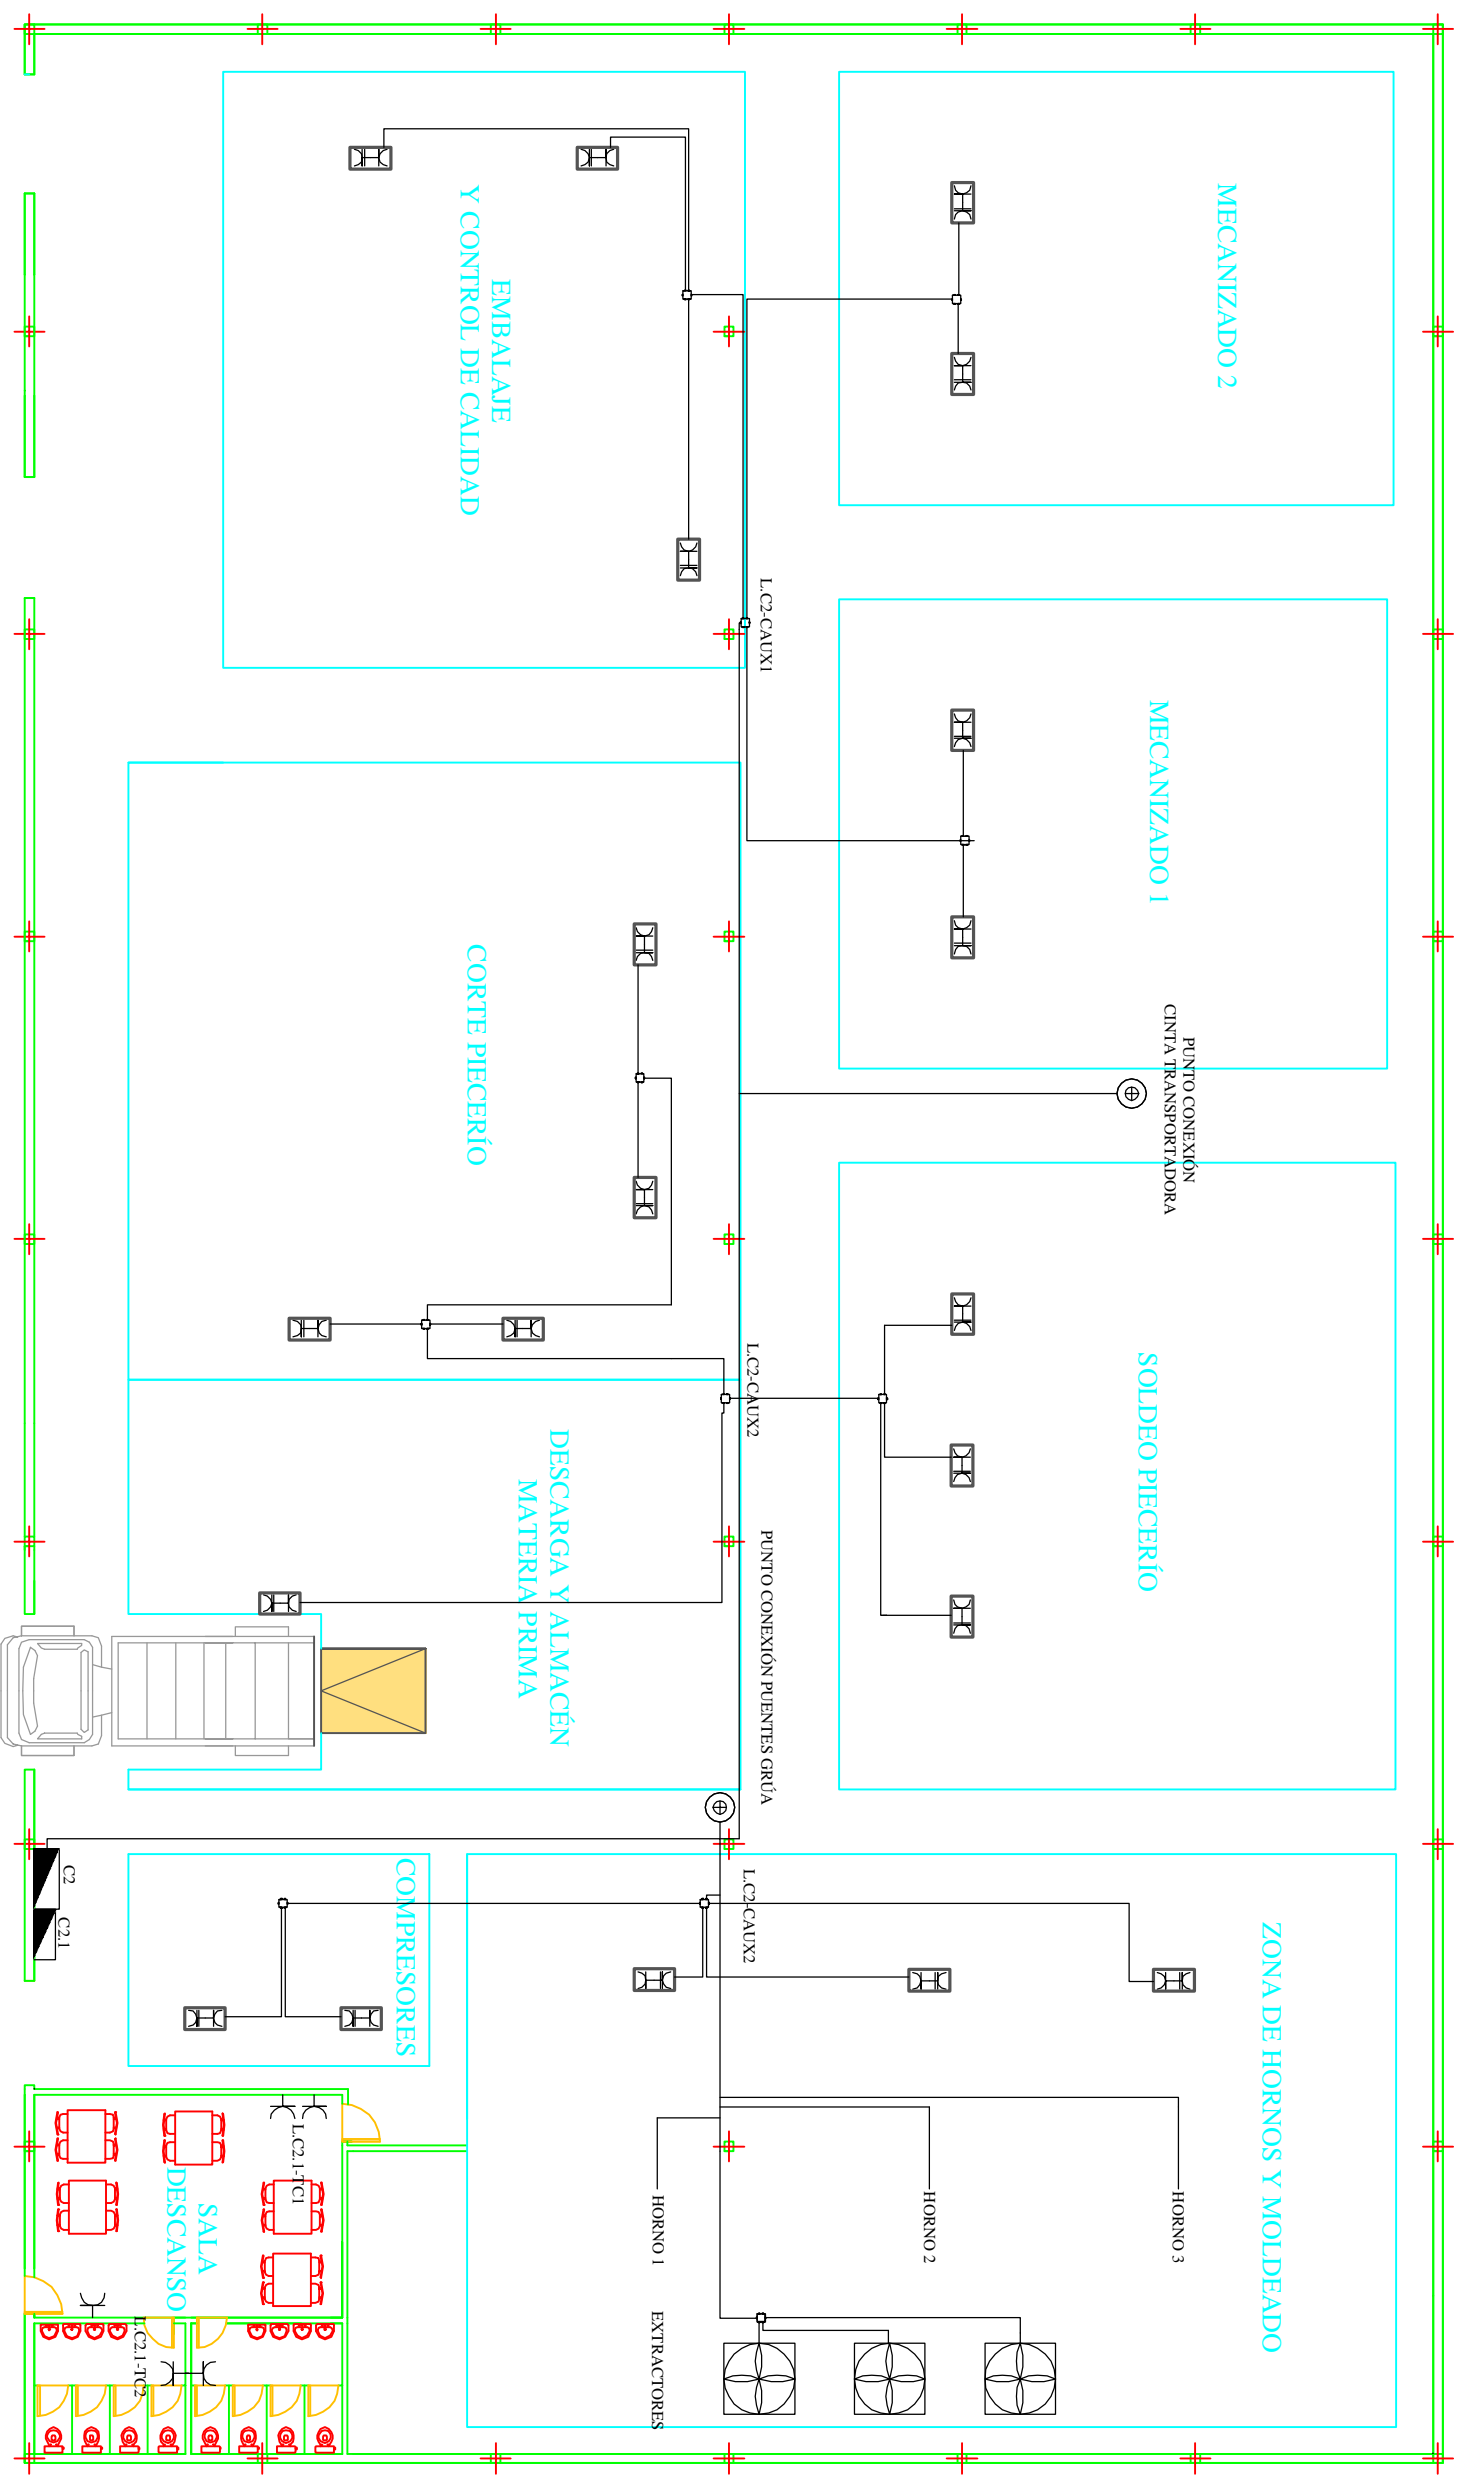 MECANIZADO 2
EMBALAJE
Y CONTROL DE CALIDAD
L.C2-CAUX1
MECANIZADO 1
CORTE PIECERÍO
PUNTO CONEXIÓN
CINTA TRANSPORTADORA
SOLDEO PIECERÍO
L.C2-CAUX2
DESCARGA Y ALMACÉN
MATERIA PRIMA
PUNTO CONEXIÓN PUENTES GRÚA
C2
C2.1
COMPRESORES
L.C2-CAUX2
ZONA DE HORNOS Y MOLDEADO
HORNO 3
HORNO 2
HORNO 1
EXTRACTORES
L.C2.1-TC1
SALA
DESCANSO
L.C2.1-TC2